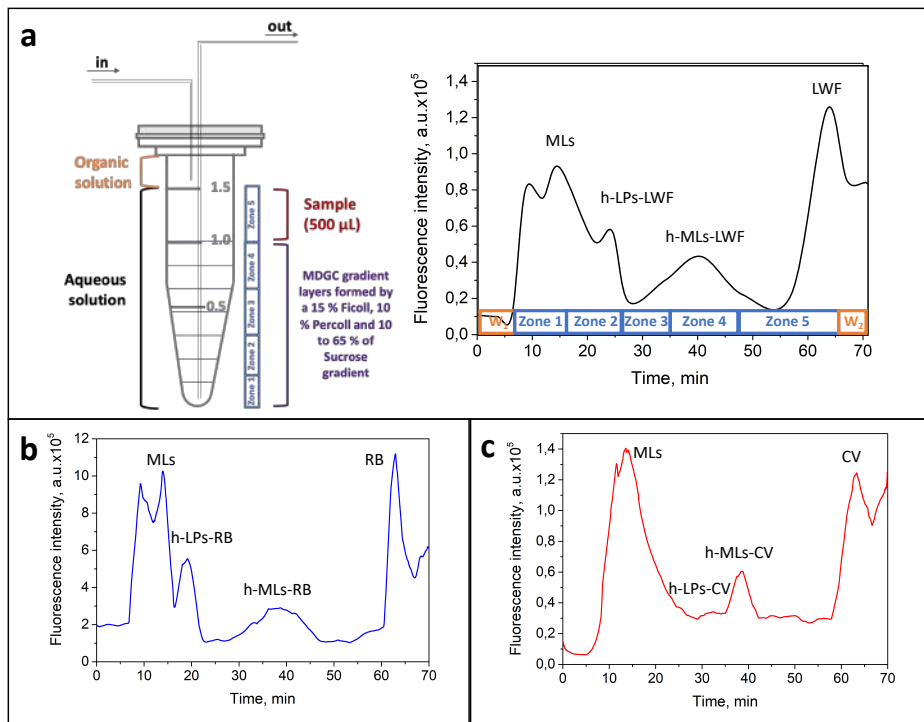 a
in
out
Organic
solution
Aqueous
solution
1.5
1.0
0.5
Zone 5
Zone 4
Zone 3
Zone 2
Zone 1
Sample
(500 µL)
MDGC gradient
layers formed by
a 15 % Ficoll, 10
% Percoll and 10
to 65 % of
Sucrose
gradient
Fluorescence intensity, a.u.x10⁵
1,4
1,2
1,0
0,8
0,6
0,4
0,2
0,0
MLs
h-LPs-LWF
h-MLs-LWF
LWF
W₁ Zone 1 Zone 2 Zone 3 Zone 4 Zone 5 W₂
0 10 20 30 40 50 60 70
Time, min
b
Fluorescence intensity, a.u.x10⁵
12
10
8
6
4
2
0
MLs
h-LPs-RB
h-MLs-RB
RB
0 10 20 30 40 50 60 70
Time, min
c
Fluorescence intensity, a.u.x10⁵
1,4
1,2
1,0
0,8
0,6
0,4
0,2
0,0
MLs
h-LPs-CV
h-MLs-CV
CV
0 10 20 30 40 50 60 70
Time, min